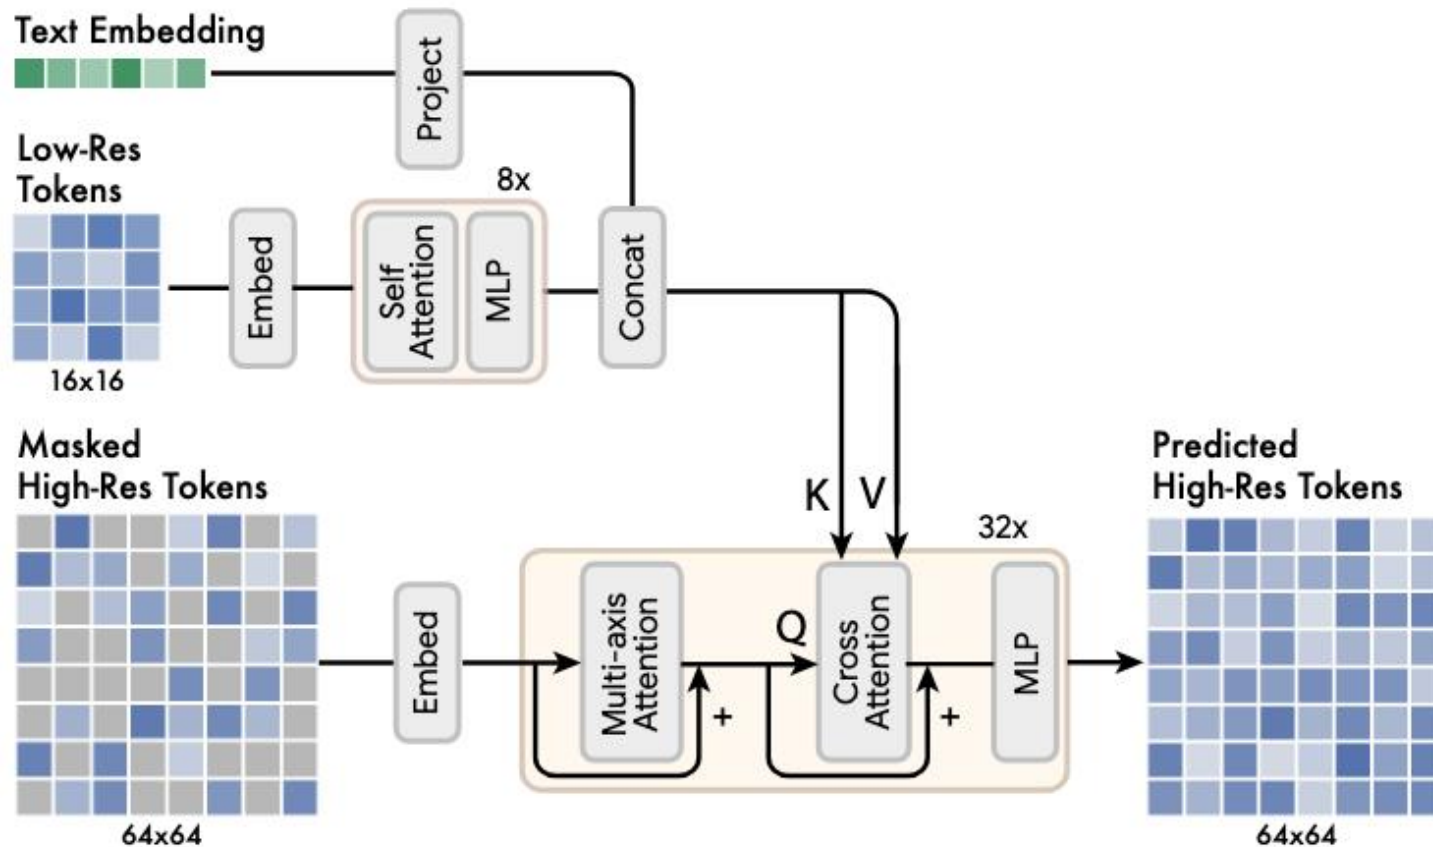 Text Embedding
Project
Low-Res
Tokens
8x
Embed
Self
Attention
MLP
Concat
16x16
Masked
High-Res Tokens
K
V
32x
Predicted
High-Res Tokens
Embed
Multi-axis
Attention
+
Q
Cross
Attention
+
MLP
64x64
64x64